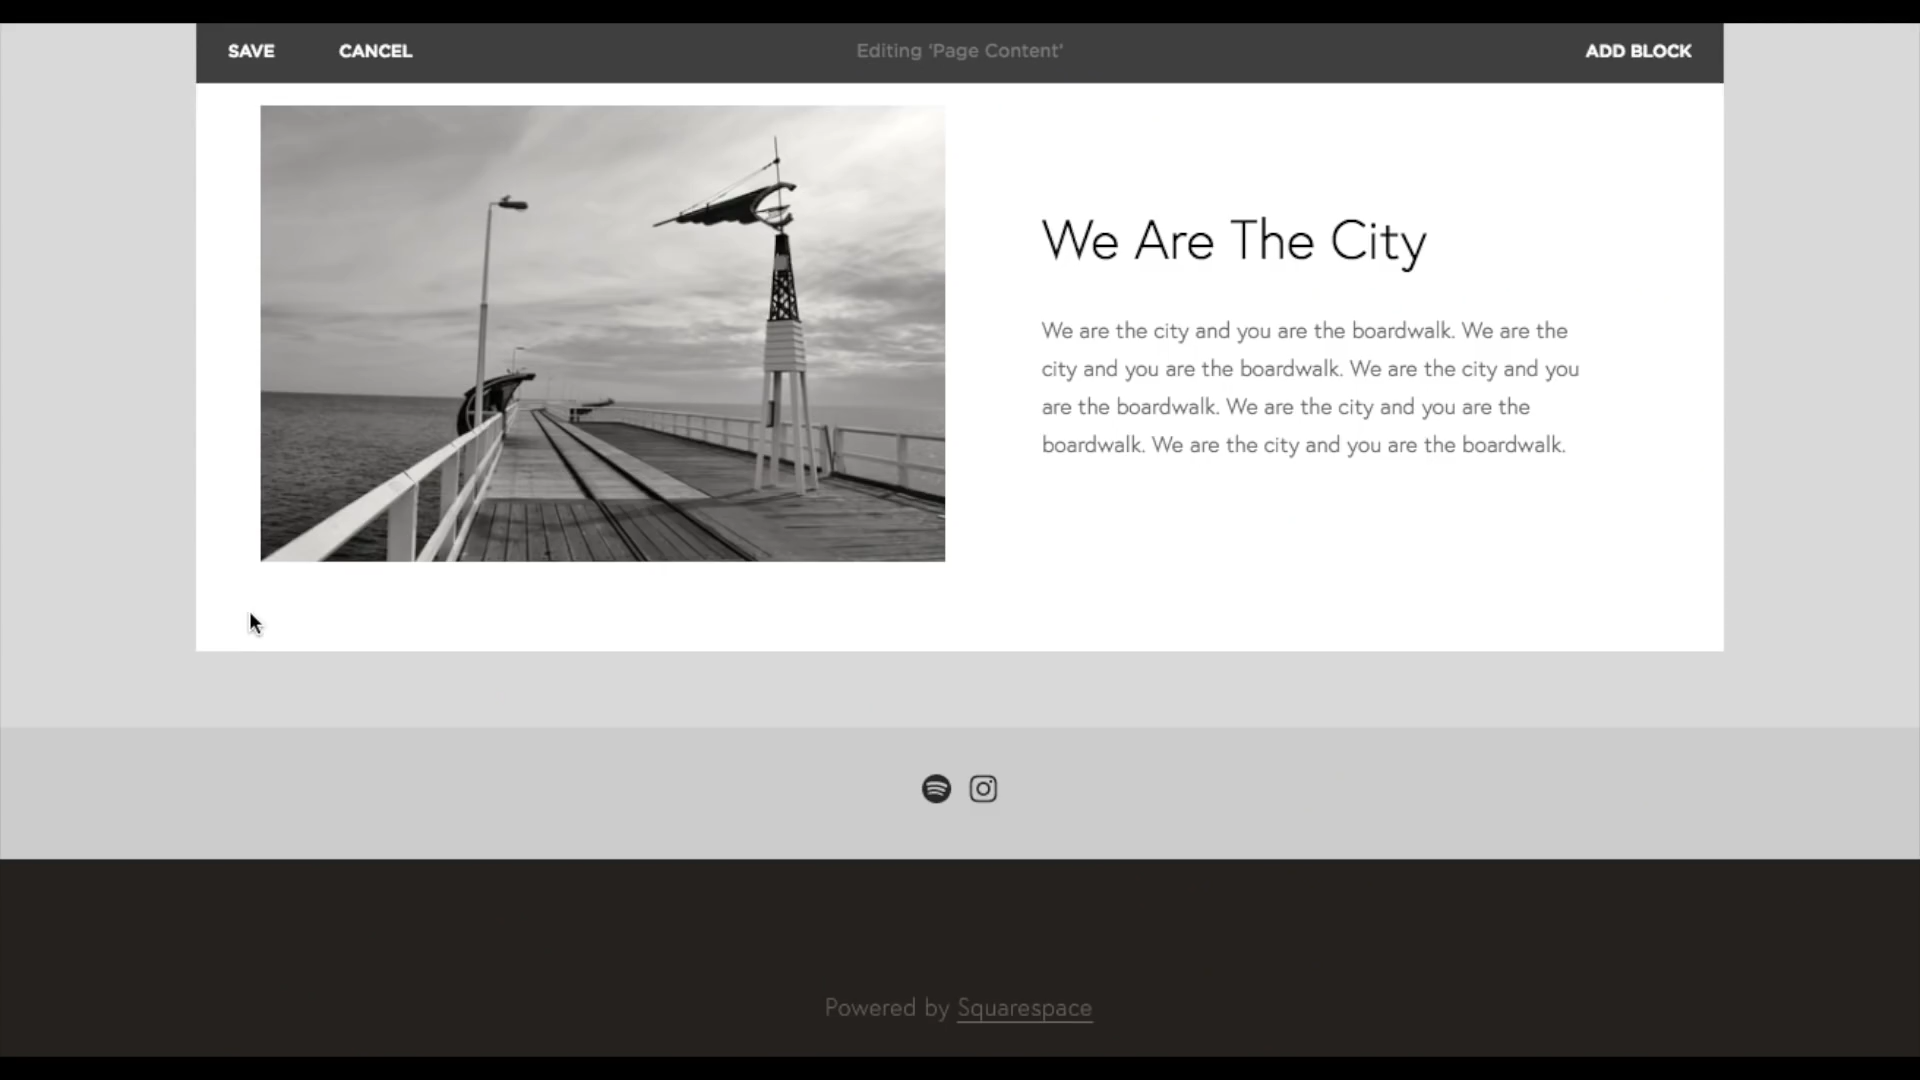 SAVE CANCEL Editing 'Page Content' ADD BLOCK
We Are The City
We are the city and you are the boardwalk. We are the
city and you are the boardwalk. We are the city and you
are the boardwalk. We are the city and you are the
boardwalk. We are the city and you are the boardwalk.
Powered by Squarespace